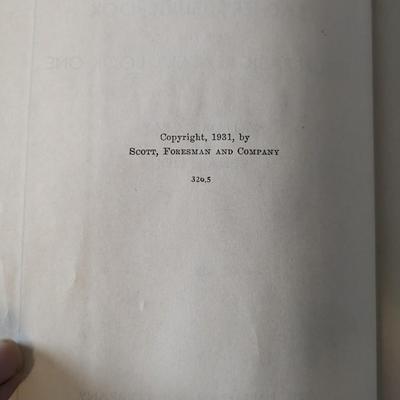 Copyright, 1931, by
SCOTT, FORESMAN AND COMPANY
320.5